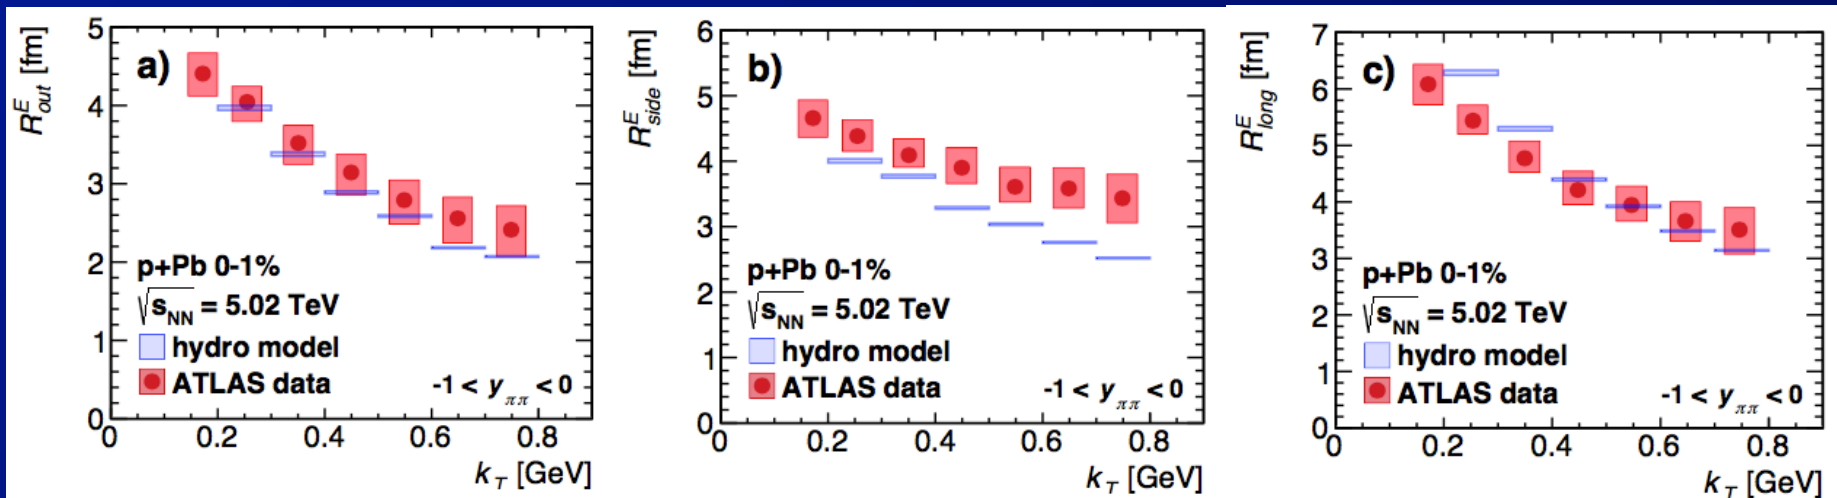 a)
R^E_out [fm]
5
4
3
2
1
0
p+Pb 0-1%
√s_NN = 5.02 TeV
hydro model
ATLAS data
-1 < y_ππ < 0
0 0.2 0.4 0.6 0.8
k_T [GeV]
b)
R^E_side [fm]
6
5
4
3
2
1
0
p+Pb 0-1%
√s_NN = 5.02 TeV
hydro model
ATLAS data
-1 < y_ππ < 0
0 0.2 0.4 0.6 0.8
k_T [GeV]
c)
R^E_long [fm]
7
6
5
4
3
2
1
0
p+Pb 0-1%
√s_NN = 5.02 TeV
hydro model
ATLAS data
-1 < y_ππ < 0
0 0.2 0.4 0.6 0.8
k_T [GeV]